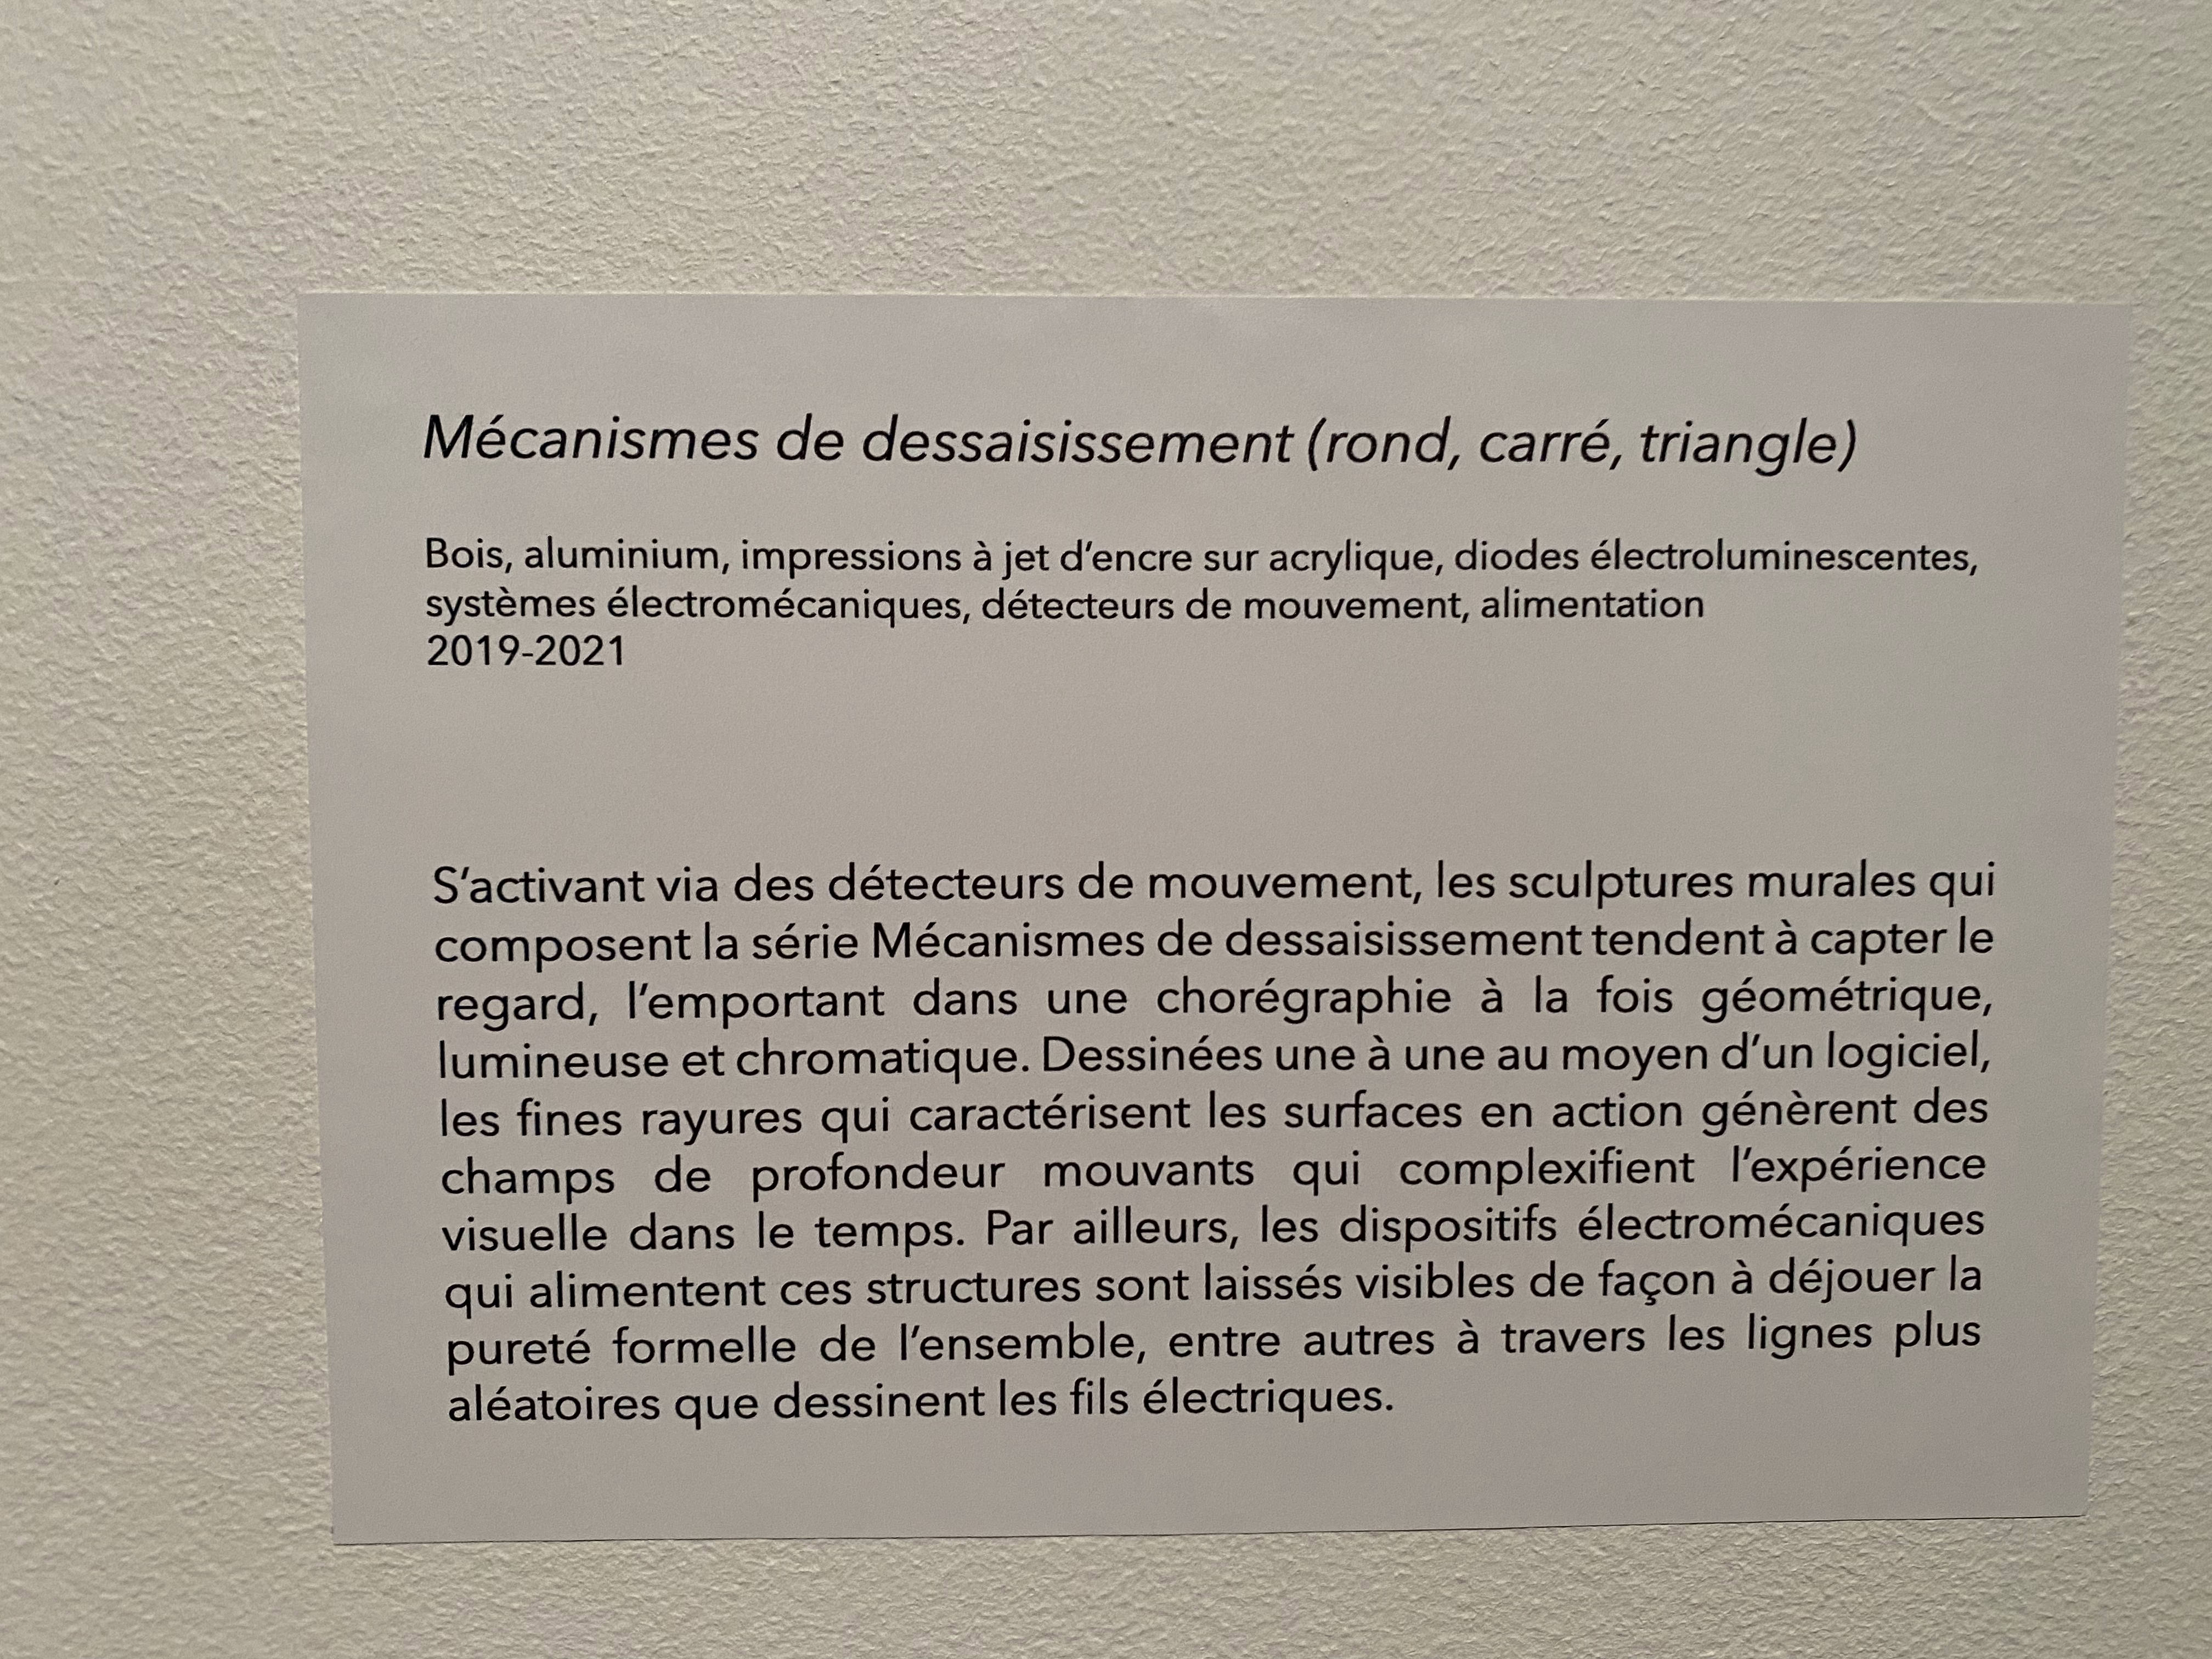 Mécanismes de dessaisissement (rond, carré, triangle)
Bois, aluminium, impressions à jet d'encre sur acrylique, diodes électroluminescentes,
systèmes électromécaniques, détecteurs de mouvement, alimentation
2019-2021
S'activant via des détecteurs de mouvement, les sculptures murales qui
composent la série Mécanismes de dessaisissement tendent à capter le
regard, l'emportant dans une chorégraphie à la fois géométrique,
lumineuse et chromatique. Dessinées une à une au moyen d'un logiciel,
les fines rayures qui caractérisent les surfaces en action génèrent des
champs de profondeur mouvants qui complexifient l'expérience
visuelle dans le temps. Par ailleurs, les dispositifs électromécaniques
qui alimentent ces structures sont laissés visibles de façon à déjouer la
pureté formelle de l'ensemble, entre autres à travers les lignes plus
aléatoires que dessinent les fils électriques.